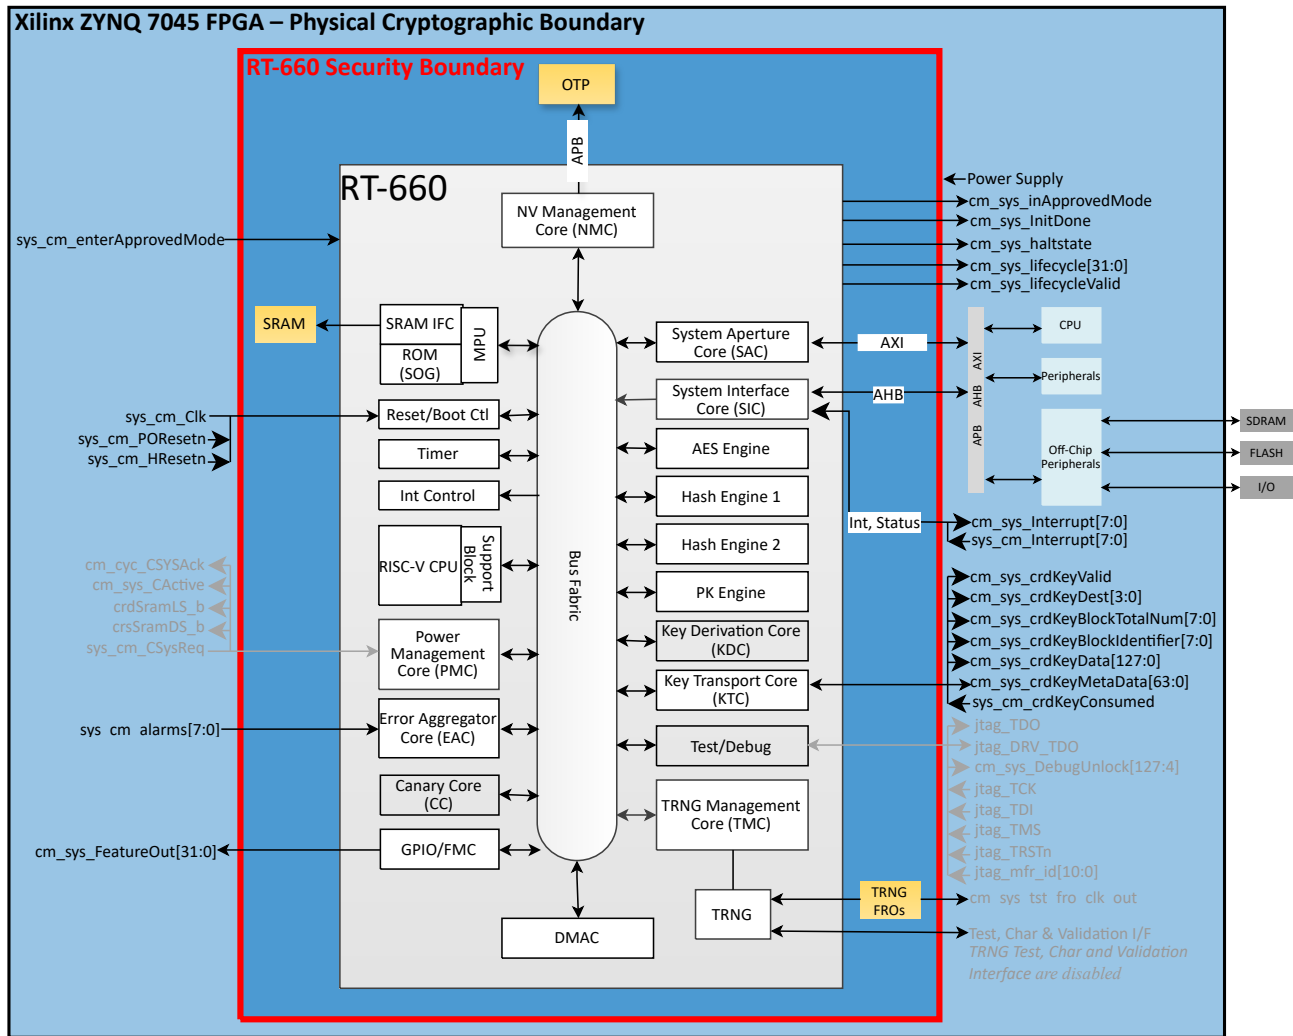 Xilinx ZYNQ 7045 FPGA – Physical Cryptographic Boundary
RT-660 Security Boundary
OTP
APB
RT-660
NV Management
Core (NMC)
sys_cm_enterApprovedMode
Power Supply
cm_sys_inApprovedMode
cm_sys_InitDone
cm_sys_haltstate
cm_sys_lifecycle[31:0]
cm_sys_lifecycleValid
SRAM
SRAM IFC
ROM
(SOG)
MPU
System Aperture
Core (SAC)
AXI
System Interface
Core (SIC)
AHB
AXI
AHB
APB
CPU
Peripherals
Off-Chip
Peripherals
SDRAM
FLASH
I/O
sys_cm_Clk
sys_cm_POResetn
sys_cm_HResetn
Reset/Boot Ctl
Timer
Int Control
RISC-V CPU
Support
Block
Bus Fabric
AES Engine
Hash Engine 1
Hash Engine 2
PK Engine
Key Derivation Core
(KDC)
Key Transport Core
(KTC)
Test/Debug
TRNG Management
Core (TMC)
TRNG
TRNG
FROs
Int, Status
cm_sys_Interrupt[7:0]
sys_cm_Interrupt[7:0]
cm_sys_crdKeyValid
cm_sys_crdKeyDest[3:0]
cm_sys_crdKeyBlockTotalNum[7:0]
cm_sys_crdKeyBlockIdentifier[7:0]
cm_sys_crdKeyData[127:0]
cm_sys_crdKeyMetaData[63:0]
sys_cm_crdKeyConsumed
jtag_TDO
jtag_DRV_TDO
cm_sys_DebugUnlock[127:4]
jtag_TCK
jtag_TDI
jtag_TMS
jtag_TRSTn
jtag_mfr_id[10:0]
cm_sys_tst_fro_clk_out
Test, Char & Validation I/F
TRNG Test, Char and Validation
Interface are disabled
cm_cyc_CSYSAck
cm_sys_CActive
crdSramLS_b
crsSramDS_b
sys_cm_CSysReq
Power
Management
Core (PMC)
sys_cm_alarms[7:0]
Error Aggregator
Core (EAC)
Canary Core
(CC)
cm_sys_FeatureOut[31:0]
GPIO/FMC
DMAC